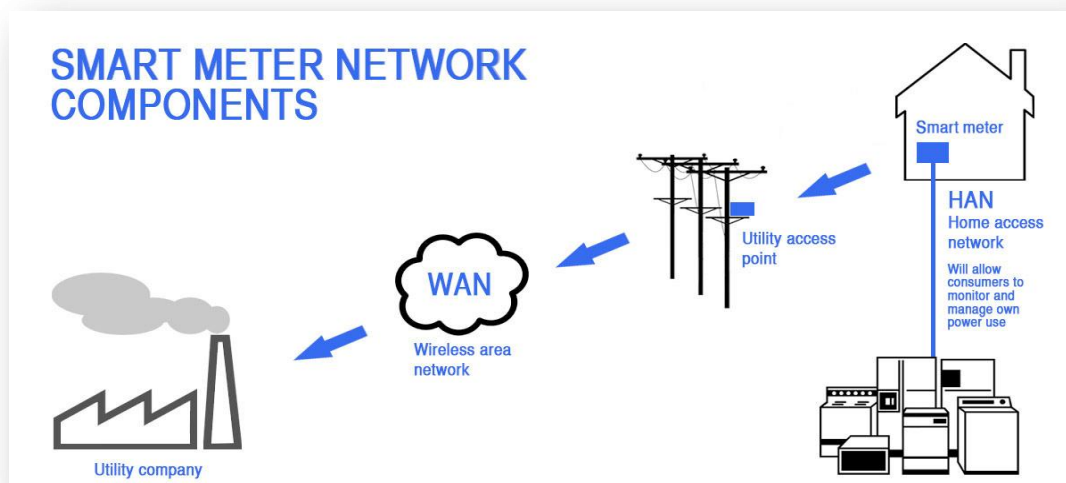 SMART METER NETWORK
COMPONENTS
Smart meter
HAN
Home access
network
Will allow
consumers to
monitor and
manage own
power use
Utility access
point
WAN
Wireless area
network
Utility company